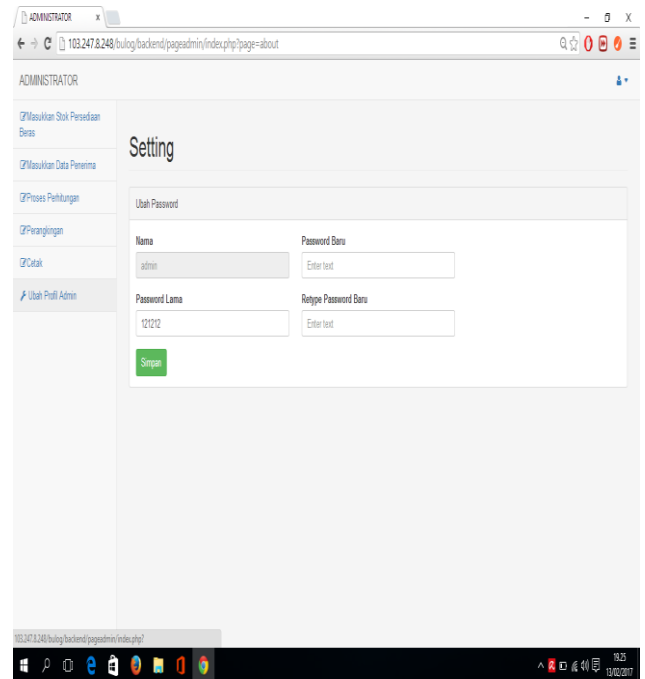 ADMINISTRATOR x
103.247.8.248/bulog/backend/pageadmin/index.php?page=about
ADMINISTRATOR
Masukkan Stok Persediaan
Beras
Masukkan Data Penerima
Proses Perhitungan
Perangkingan
Cetak
Ubah Profil Admin
Setting
Ubah Password
Nama
Password Baru
admin
Enter text
Password Lama
Retype Password Baru
121212
Enter text
Simpan
103.247.8.248/bulog/backend/pageadmin/index.php?
19.25
13/02/2017